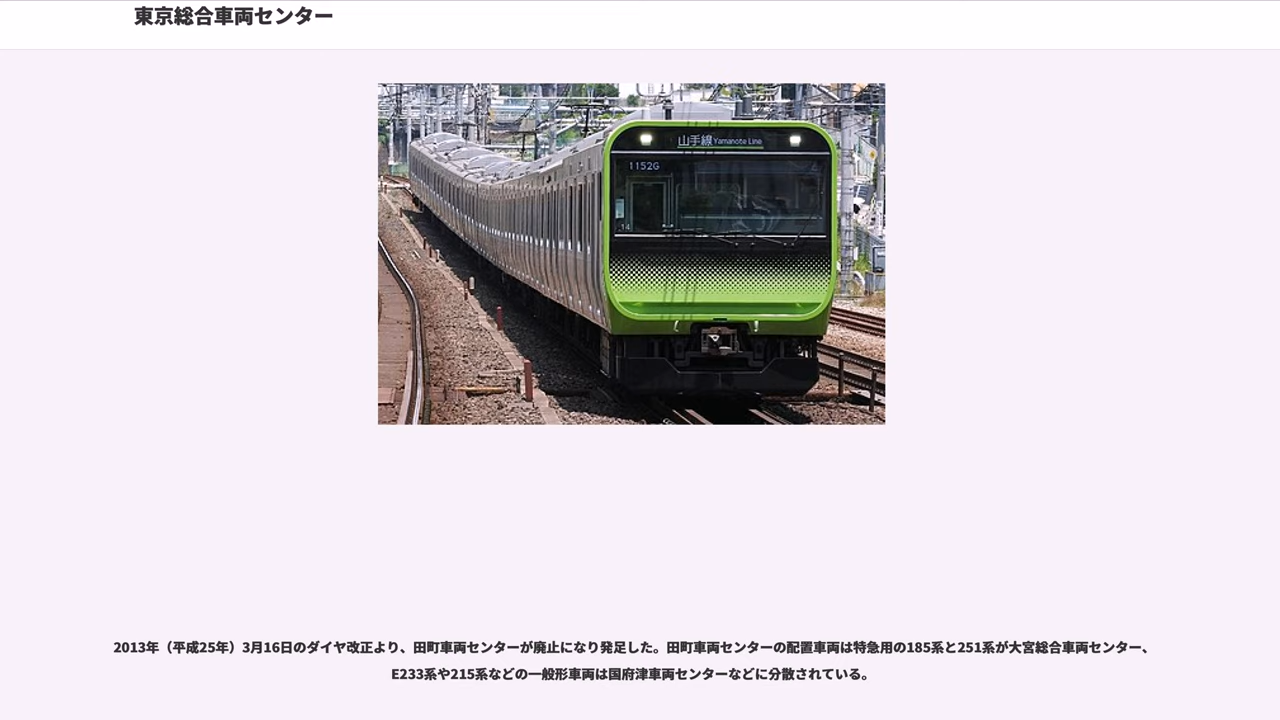 東京総合車両センター
山手線 Yamanote Line
1152G
14
2013年（平成25年）3月16日のダイヤ改正より、田町車両センターが廃止になり発足した。田町車両センターの配置車両は特急用の185系と251系が大宮総合車両センター、
E233系や215系などの一般形車両は国府津車両センターなどに分散されている。